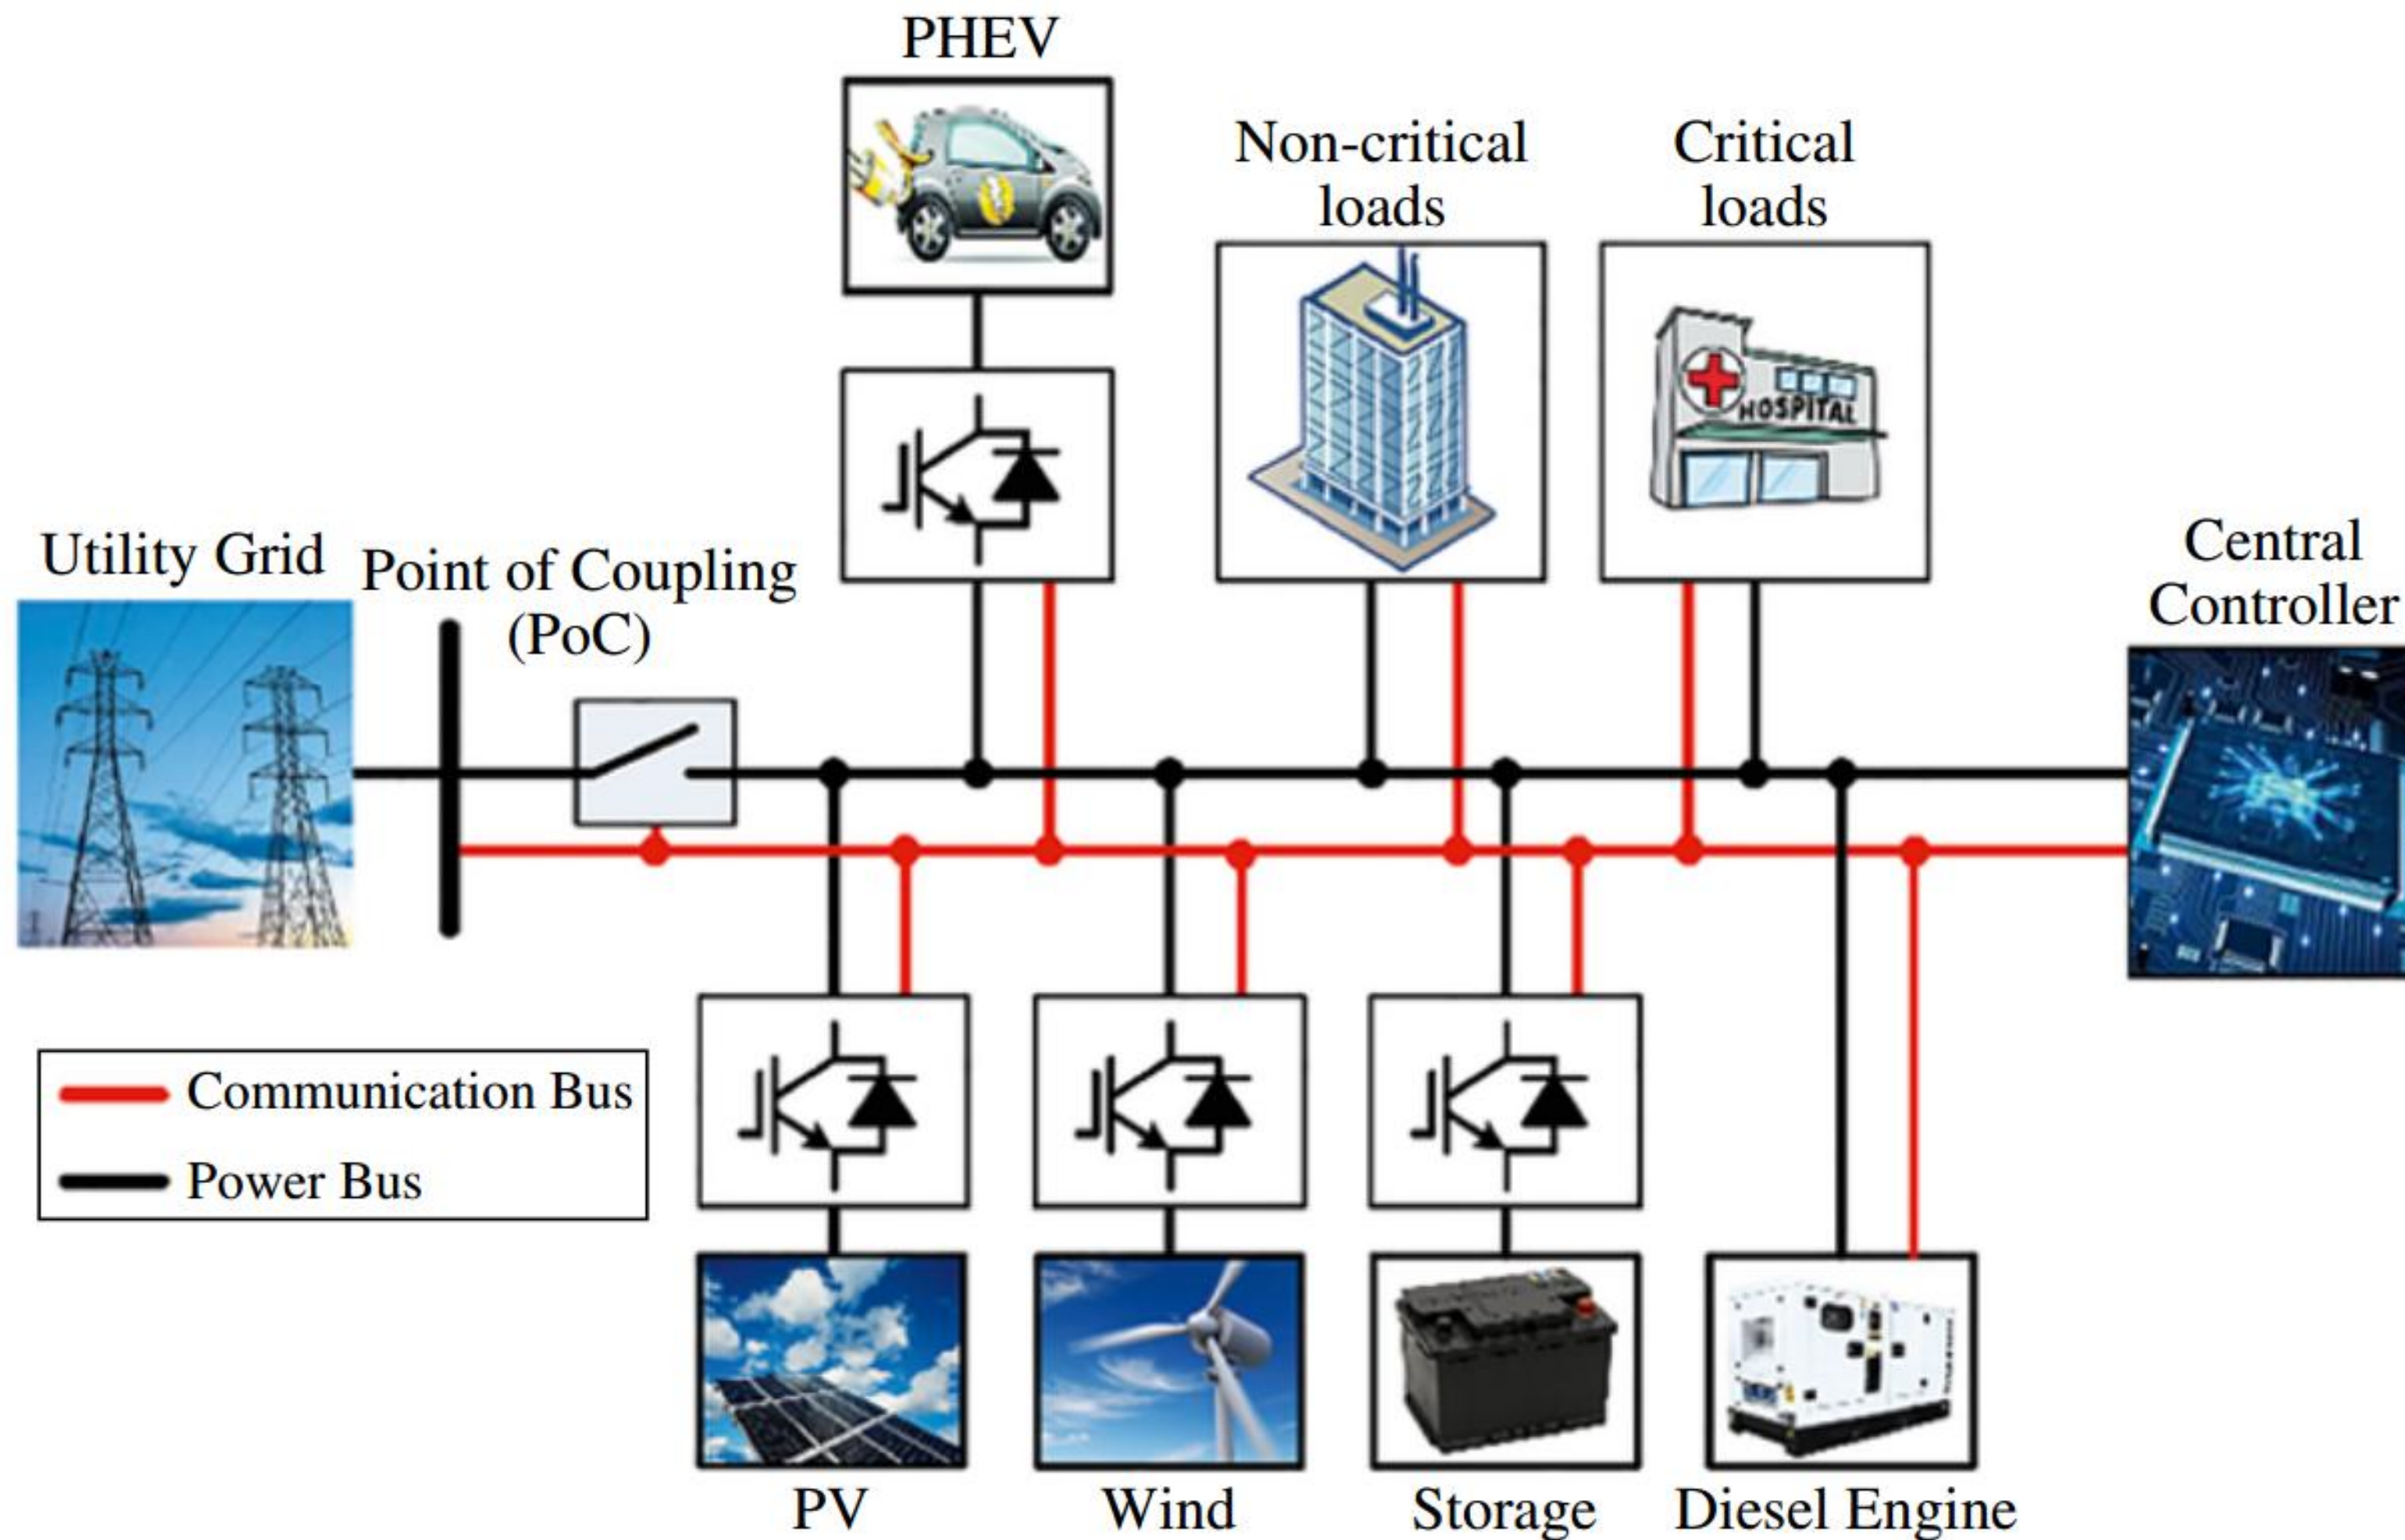 PHEV
Non-critical
loads
Critical
loads
HOSPITAL
Utility Grid
Point of Coupling
(PoC)
Central
Controller
Communication Bus
Power Bus
PV
Wind
Storage
Diesel Engine